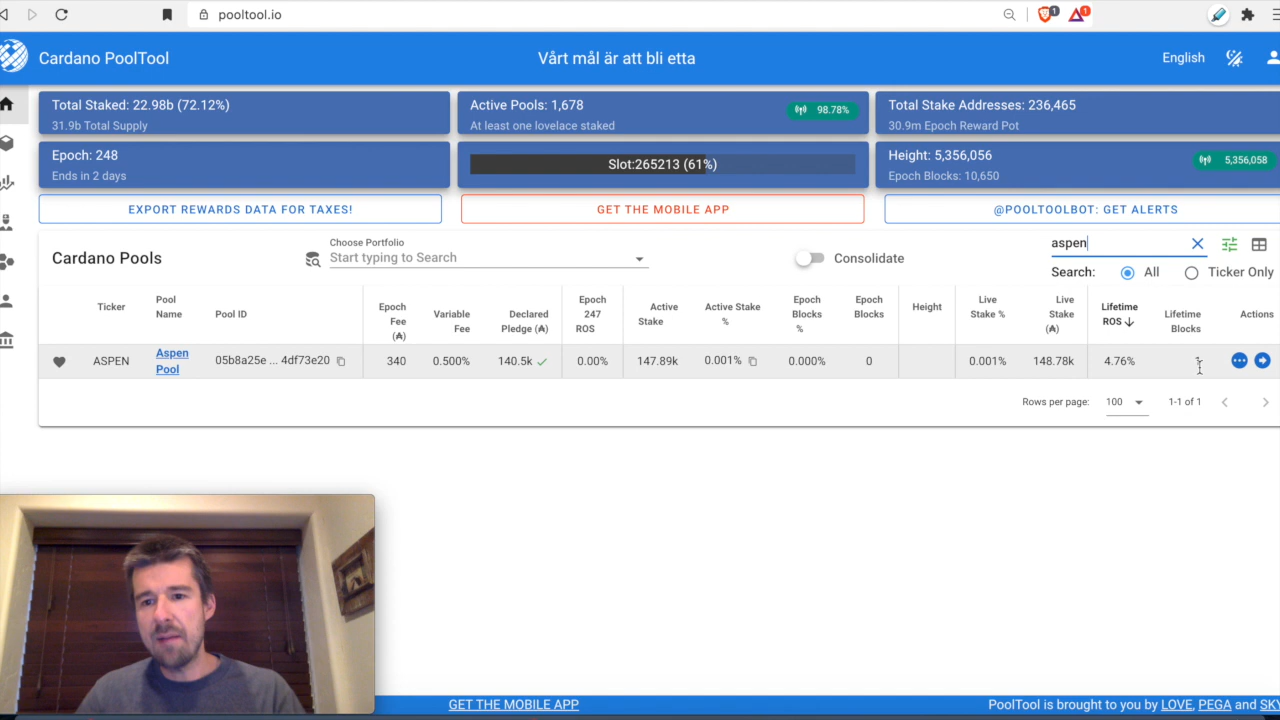 pooltool.io
1
1
Cardano PoolTool
Vårt mål är att bli etta
English
Total Staked: 22.98b (72.12%)
31.9b Total Supply
Active Pools: 1,678
At least one lovelace staked
98.78%
Total Stake Addresses: 236,465
30.9m Epoch Reward Pot
Epoch: 248
Ends in 2 days
Slot:265213 (61%)
Height: 5,356,056
Epoch Blocks: 10,650
5,356,058
EXPORT REWARDS DATA FOR TAXES!
GET THE MOBILE APP
@POOLTOOLBOT: GET ALERTS
Cardano Pools
Choose Portfolio
Start typing to Search
Consolidate
aspen
Search:
All
Ticker Only
Ticker
Pool
Name
Pool ID
Epoch
Fee
(₳)
Variable
Fee
Declared
Pledge (₳)
Epoch
247
ROS
Active
Stake
Active Stake
%
Epoch
Blocks
%
Epoch
Blocks
Height
Live
Stake %
Live
Stake
(₳)
Lifetime
ROS
Lifetime
Blocks
Actions
ASPEN
Aspen
Pool
05b8a25e ... 4df73e20
340
0.500%
140.5k
0.00%
147.89k
0.001%
0.000%
0
0.001%
148.78k
4.76%
Rows per page:
100
1-1 of 1
GET THE MOBILE APP
PoolTool is brought to you by LOVE, PEGA and SKY